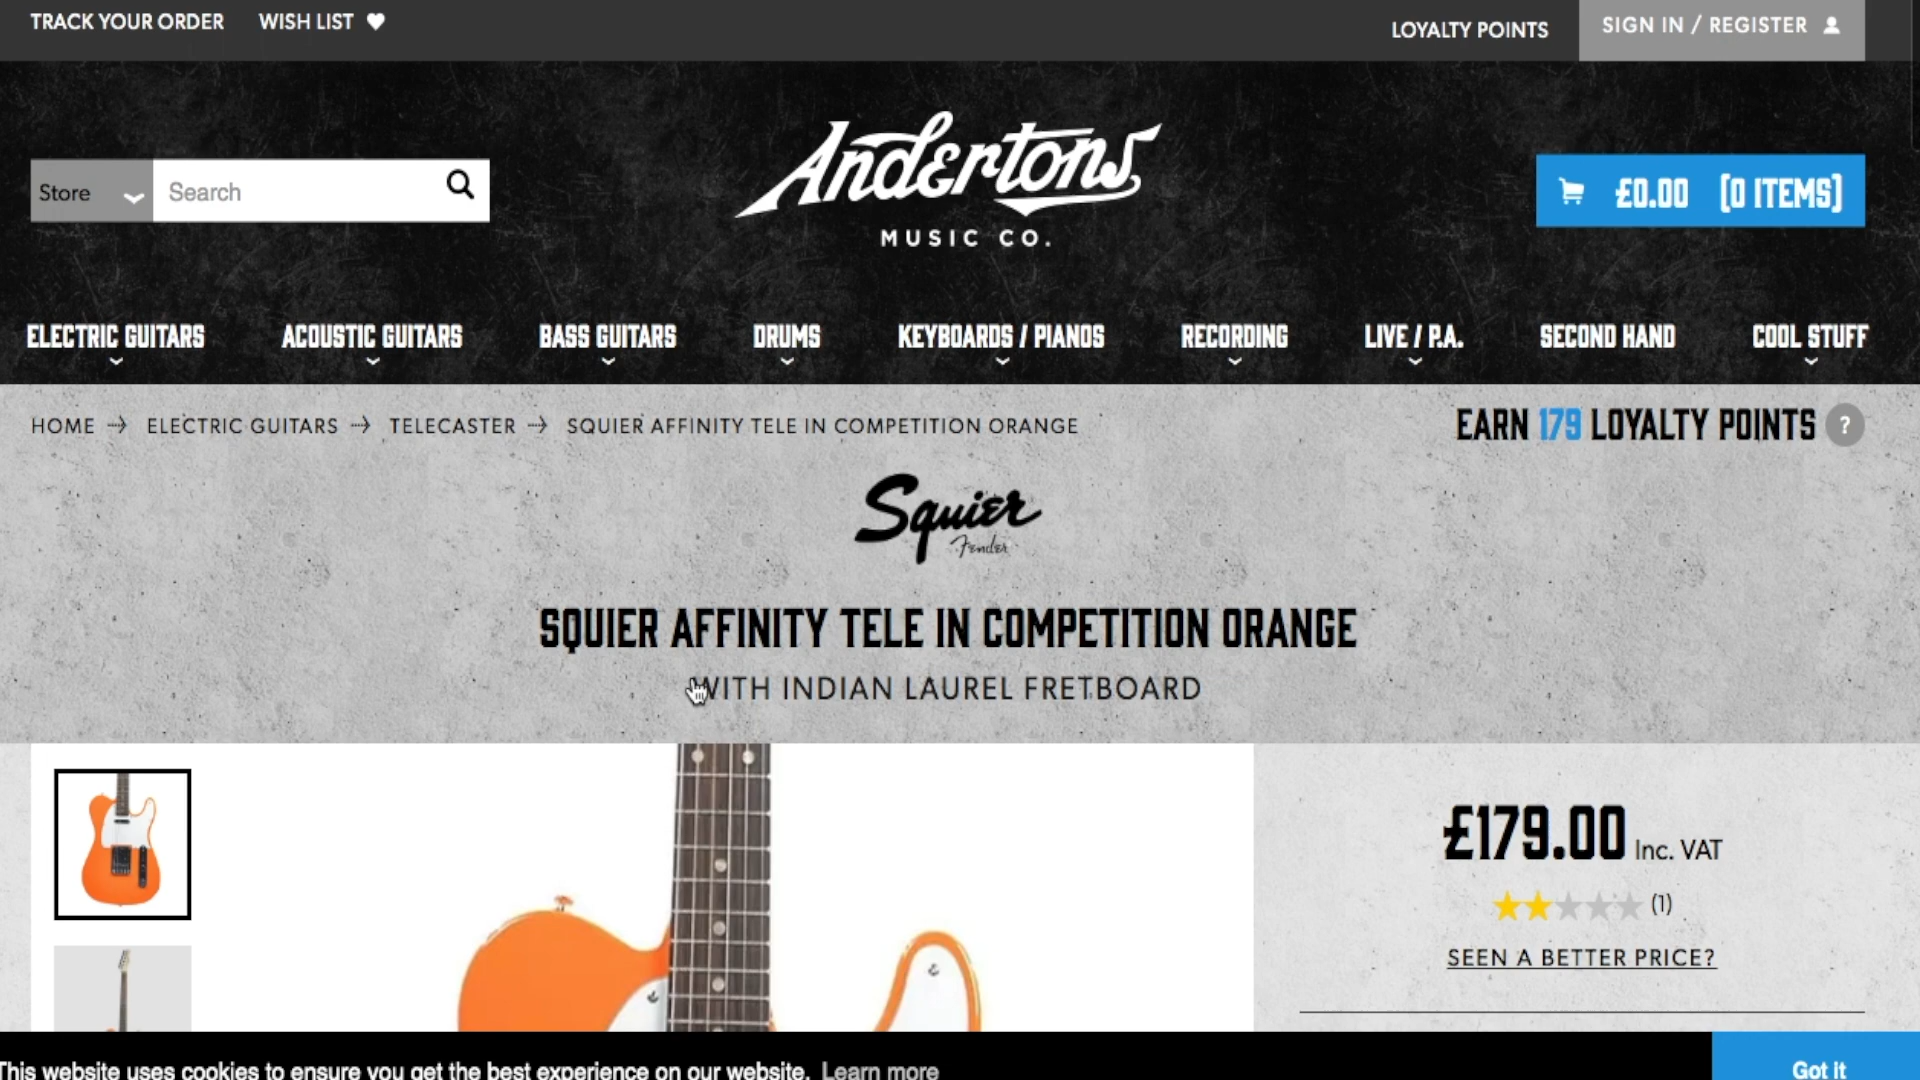 TRACK YOUR ORDER WISH LIST
LOYALTY POINTS
SIGN IN / REGISTER
Store
Search
Andertons
MUSIC CO.
£0.00 [0 ITEMS]
ELECTRIC GUITARS ACOUSTIC GUITARS BASS GUITARS DRUMS KEYBOARDS / PIANOS RECORDING LIVE / P.A. SECOND HAND COOL STUFF
HOME → ELECTRIC GUITARS → TELECASTER → SQUIER AFFINITY TELE IN COMPETITION ORANGE
EARN 179 LOYALTY POINTS ?
Squier
Fender
SQUIER AFFINITY TELE IN COMPETITION ORANGE
WITH INDIAN LAUREL FRETBOARD
£179.00 Inc. VAT
(1)
SEEN A BETTER PRICE?
This website uses cookies to ensure you get the best experience on our website. Learn more
Got it